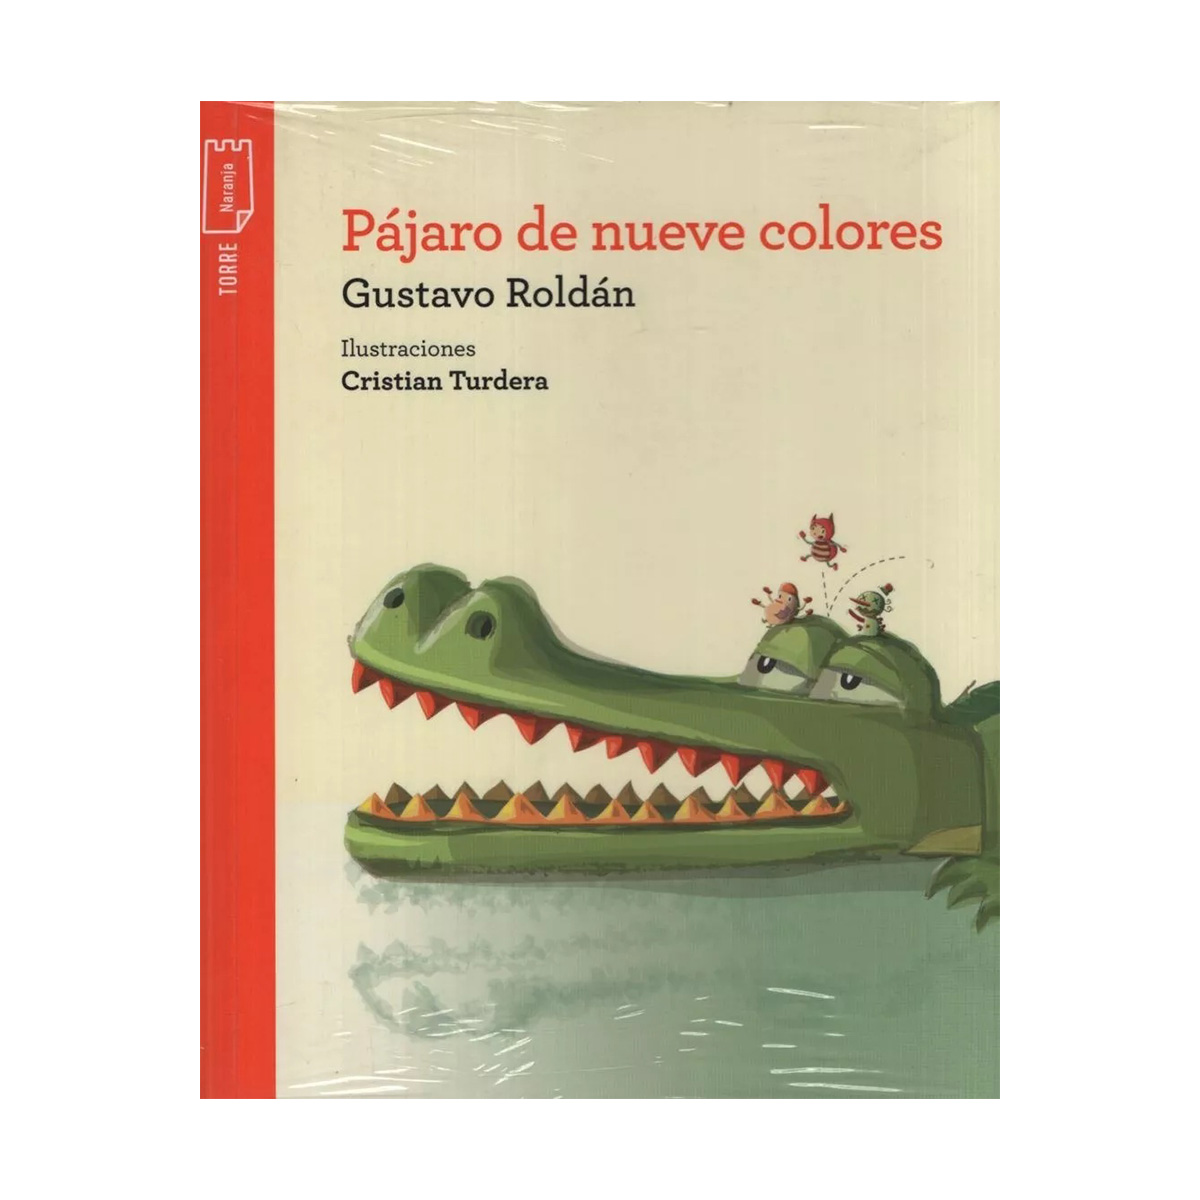 Naranja
TORRE
Pájaro de nueve colores
Gustavo Roldán
Ilustraciones
Cristian Turdera